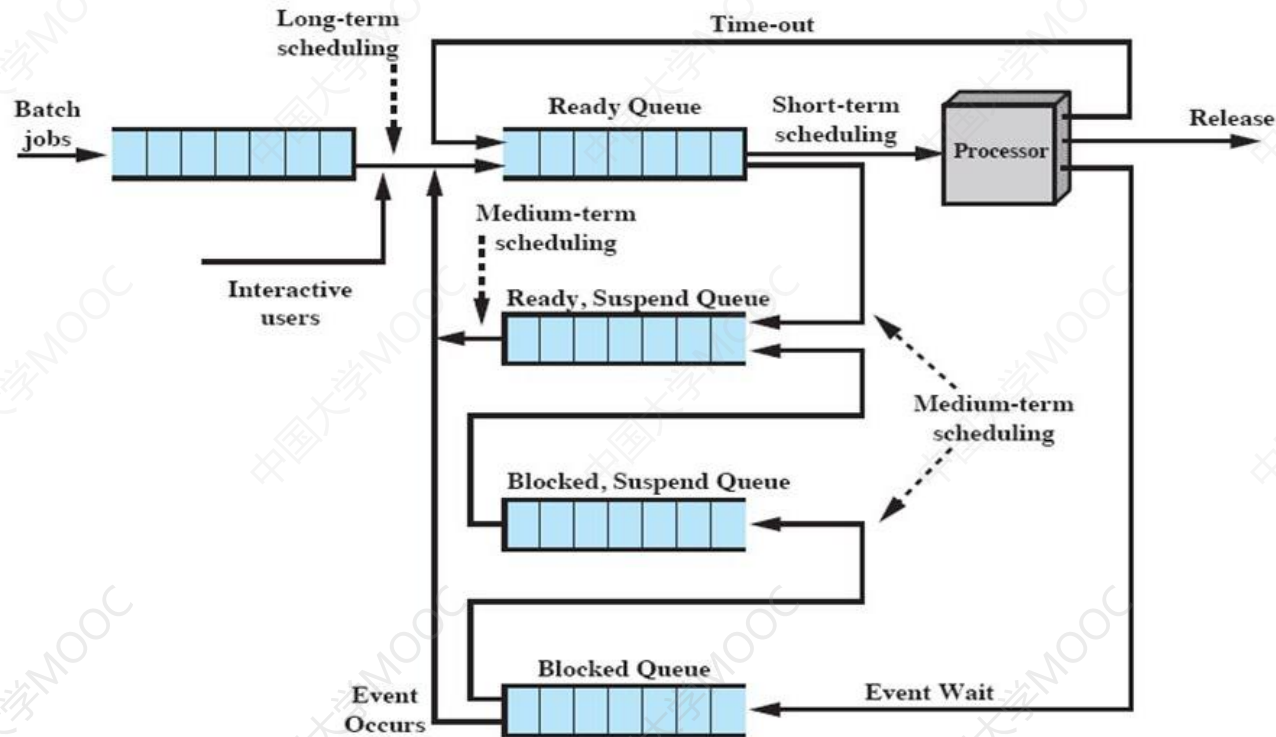 Long-term
scheduling
Time-out
Batch
jobs
Ready Queue
Short-term
scheduling
Processor
Release
Medium-term
scheduling
Interactive
users
Ready, Suspend Queue
Medium-term
scheduling
Blocked, Suspend Queue
Blocked Queue
Event
Occurs
Event Wait
中国大学MOOC